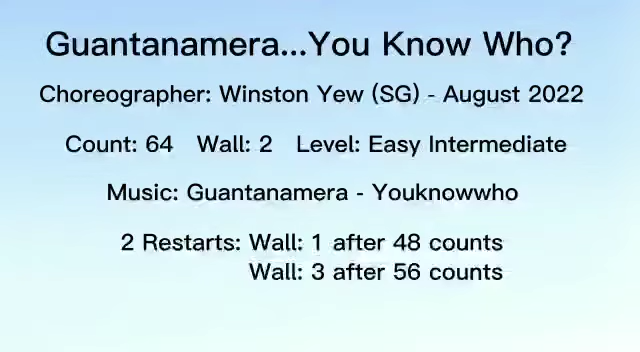 Guantanamera...You Know Who?
Choreographer: Winston Yew (SG) - August 2022
Count: 64 Wall: 2 Level: Easy Intermediate
Music: Guantanamera - Youknowwho
2 Restarts: Wall: 1 after 48 counts
Wall: 3 after 56 counts